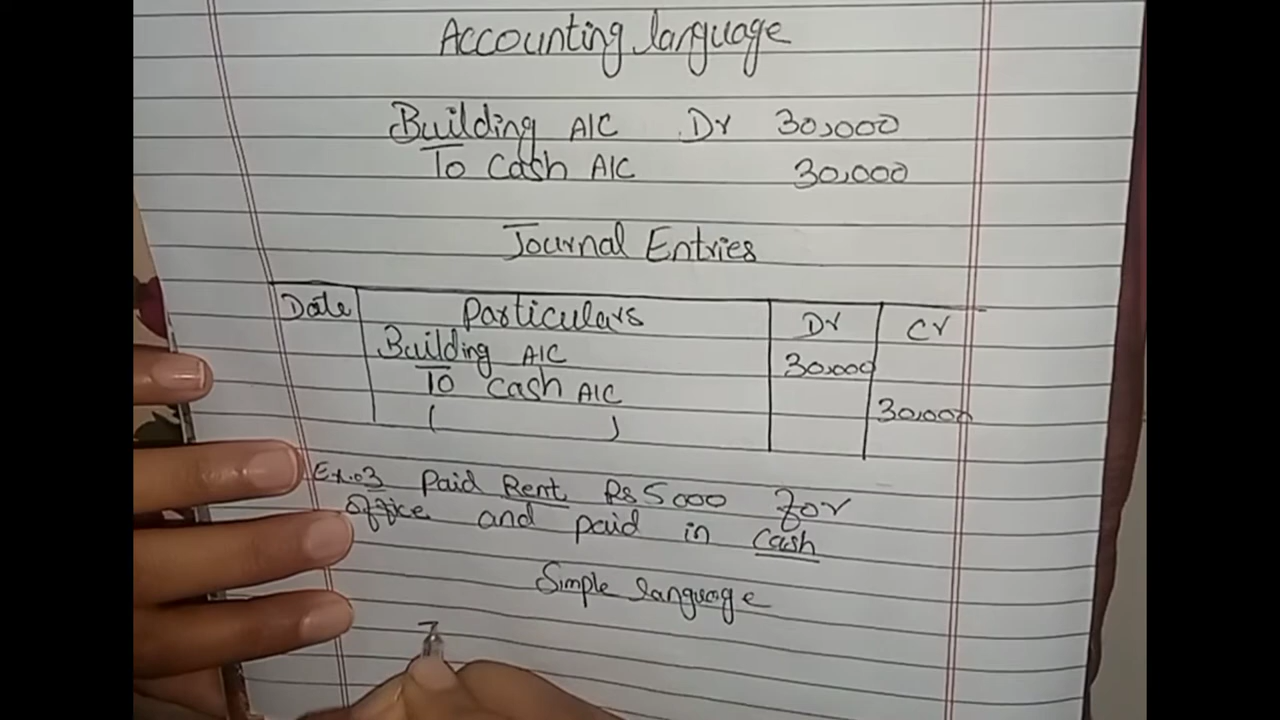 Accounting language
Building A/C Dr 30,000
To Cash A/C 30,000
Journal Entries
Date Particulars Dr Cr
Building A/C 30,000
To Cash A/C 30,000
( )
Ex.03 Paid Rent Rs 5000 for
office and paid in Cash
Simple language